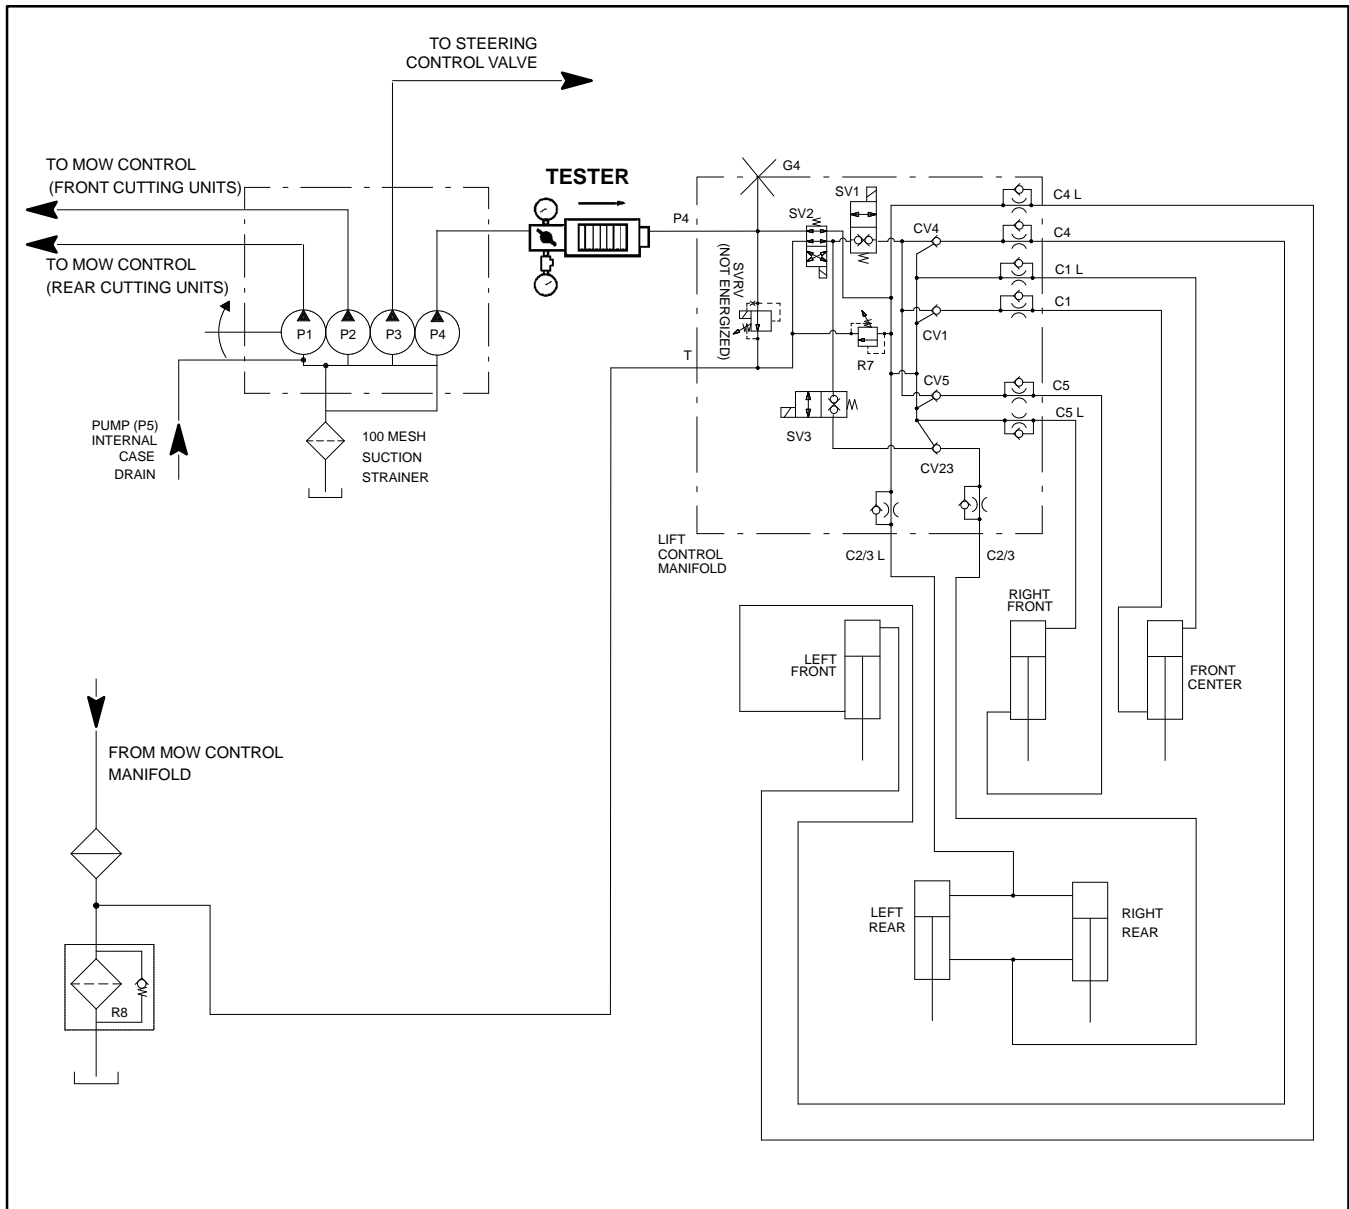 TO STEERING
CONTROL VALVE
TO MOW CONTROL
(FRONT CUTTING UNITS)
TESTER
G4
P4
SV1
SV2
C4 L
CV4
C4
C1 L
C1
CV1
TO MOW CONTROL
(REAR CUTTING UNITS)
SVRV
(NOT ENERGIZED)
P1
P2
P3
P4
T
R7
CV5
C5
C5 L
SV3
CV23
PUMP (P5)
INTERNAL
CASE
DRAIN
100 MESH
SUCTION
STRAINER
LIFT
CONTROL
MANIFOLD
C2/3 L
C2/3
RIGHT
FRONT
LEFT
FRONT
FRONT
CENTER
FROM MOW CONTROL
MANIFOLD
LEFT
REAR
RIGHT
REAR
R8